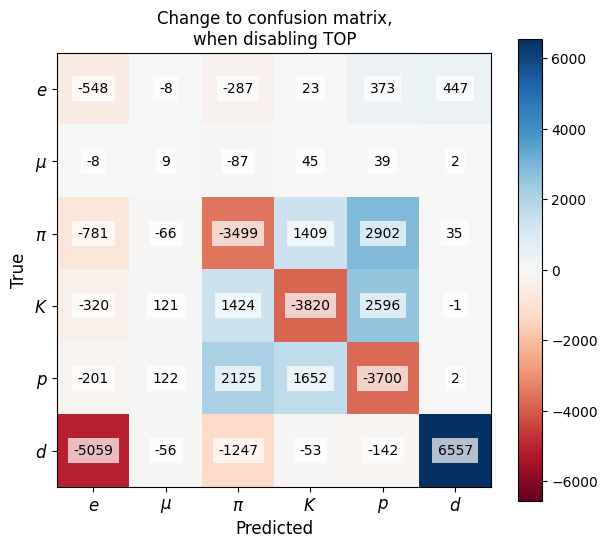 Change to confusion matrix,
when disabling TOP
e -548 -8 -287 23 373 447
μ -8 9 -87 45 39 2
π -781 -66 -3499 1409 2902 35
K -320 121 1424 -3820 2596 -1
p -201 122 2125 1652 -3700 2
d -5059 -56 -1247 -53 -142 6557
e μ π K p d
Predicted
True
6000
4000
2000
0
−2000
−4000
−6000